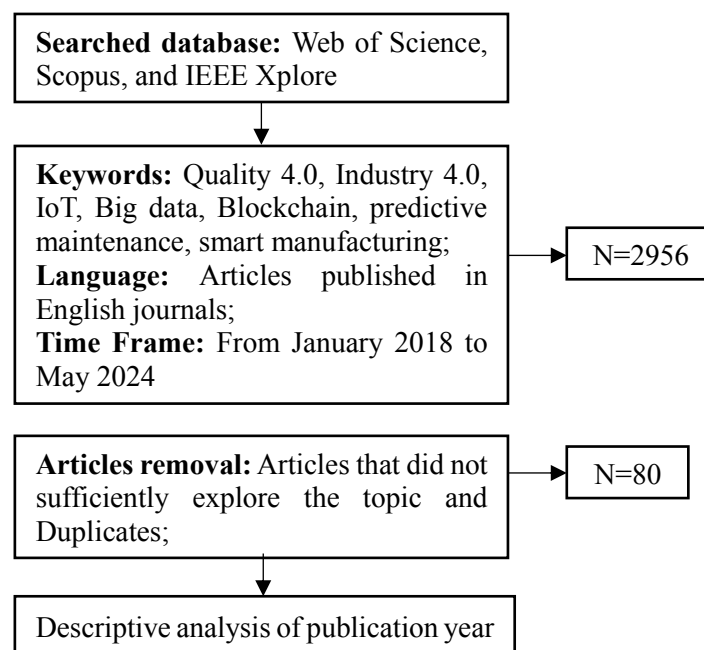 Searched database: Web of Science,
Scopus, and IEEE Xplore
Keywords: Quality 4.0, Industry 4.0,
IoT, Big data, Blockchain, predictive
maintenance, smart manufacturing;
Language: Articles published in
English journals;
Time Frame: From January 2018 to
May 2024
N=2956
Articles removal: Articles that did not
sufficiently explore the topic and
Duplicates;
N=80
Descriptive analysis of publication year